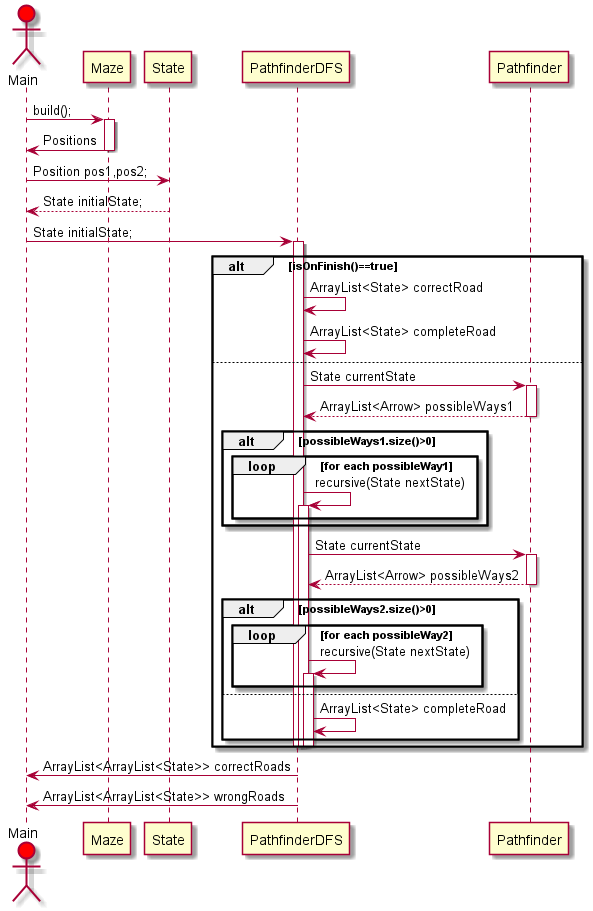 Main
Maze State PathfinderDFS Pathfinder
build();
Positions
Position pos1,pos2;
State initialState;
State initialState;
alt [isOnFinish()==true]
ArrayList<State> correctRoad
ArrayList<State> completeRoad
State currentState
ArrayList<Arrow> possibleWays1
alt [possibleWays1.size()>0]
loop [for each possibleWay1]
recursive(State nextState)
State currentState
ArrayList<Arrow> possibleWays2
alt [possibleWays2.size()>0]
loop [for each possibleWay2]
recursive(State nextState)
ArrayList<State> completeRoad
ArrayList<ArrayList<State>> correctRoads
ArrayList<ArrayList<State>> wrongRoads
Main
Maze State PathfinderDFS Pathfinder